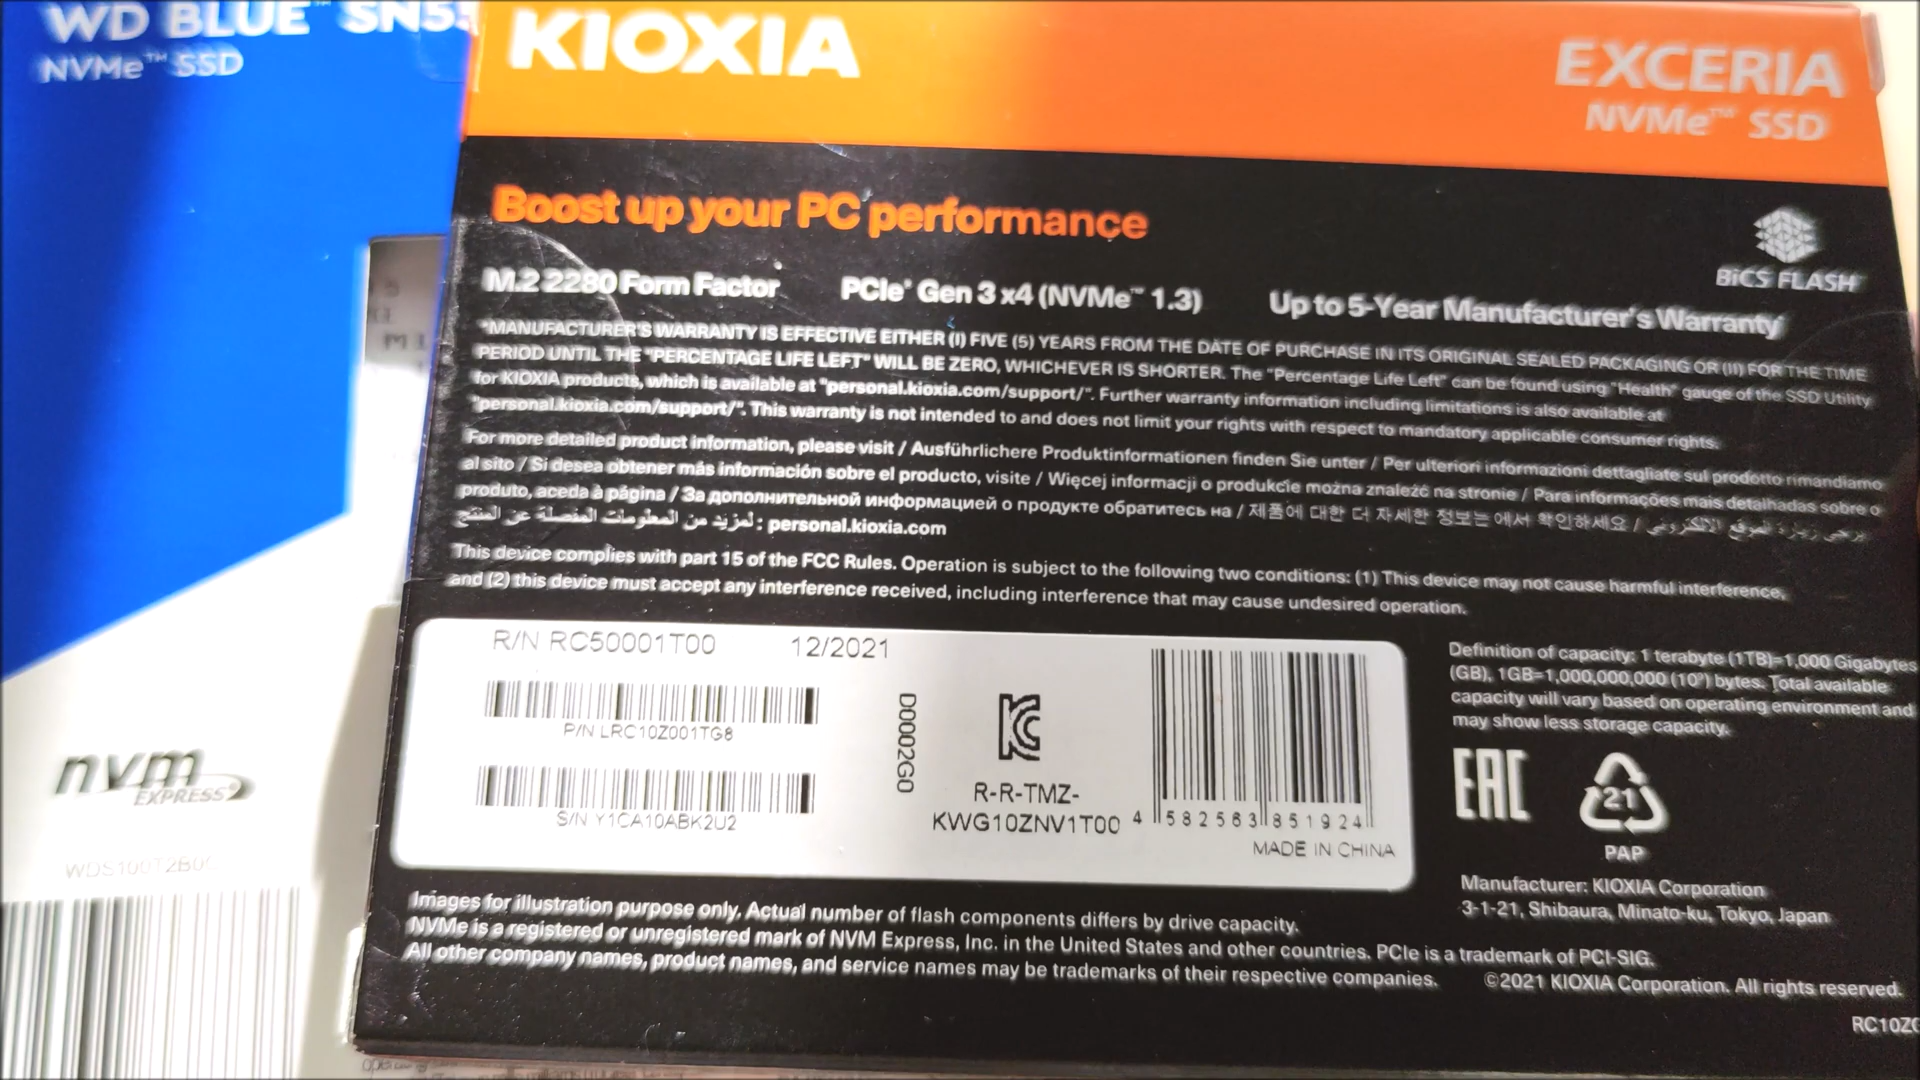 WD BLUE™ SN5
NVMe™ SSD
nvm
EXPRESS®
KIOXIA
EXCERIA
NVMe™ SSD
Boost up your PC performance
BiCS FLASH™
M.2 2280 Form Factor
PCIe® Gen 3 x4 (NVMe™ 1.3)
Up to 5-Year Manufacturer's Warranty
*MANUFACTURER'S WARRANTY IS EFFECTIVE EITHER (I) FIVE (5) YEARS FROM THE DATE OF PURCHASE IN ITS ORIGINAL SEALED PACKAGING OR (II) FOR THE TIME
PERIOD UNTIL THE "PERCENTAGE LIFE LEFT" WILL BE ZERO, WHICHEVER IS SHORTER. The "Percentage Life Left" can be found using "Health" gauge of the SSD Utility
for KIOXIA products, which is available at "personal.kioxia.com/support/". Further warranty information including limitations is also available at
"personal.kioxia.com/support/". This warranty is not intended to and does not limit your rights with respect to mandatory applicable consumer rights.
For more detailed product information, please visit / Ausführlichere Produktinformationen finden Sie unter / Per ulteriori informazioni dettagliate sul prodotto rimandiamo
al sito / Si desea obtener más información sobre el producto, visite / Więcej informacji o produkcie można znaleźć na stronie / Para informações mais detalhadas sobre o
produto, aceda à página / За дополнительной информацией о продукте обратитесь на / 제품에 대한 더 자세한 정보는 에서 확인하세요 / يرجى زيارة الموقع الإلكتروني
لمزيد من المعلومات المفصلة عن المنتج : personal.kioxia.com
This device complies with part 15 of the FCC Rules. Operation is subject to the following two conditions: (1) This device may not cause harmful interference,
and (2) this device must accept any interference received, including interference that may cause undesired operation.
R/N RC50001T00
12/2021
P/N LRC10Z001TG8
S/N Y1CA10ABK2U2
D0002G0
R-R-TMZ-
KWG10ZNV1T00
4 582563 851924
MADE IN CHINA
Definition of capacity: 1 terabyte (1TB)=1,000 Gigabytes
(GB), 1GB=1,000,000,000 (10⁹) bytes. Total available
capacity will vary based on operating environment and
may show less storage capacity.
EAC
21
PAP
Manufacturer: KIOXIA Corporation
3-1-21, Shibaura, Minato-ku, Tokyo, Japan
Images for illustration purpose only. Actual number of flash components differs by drive capacity.
NVMe is a registered or unregistered mark of NVM Express, Inc. in the United States and other countries. PCIe is a trademark of PCI-SIG.
All other company names, product names, and service names may be trademarks of their respective companies.
©2021 KIOXIA Corporation. All rights reserved.
RC10Z